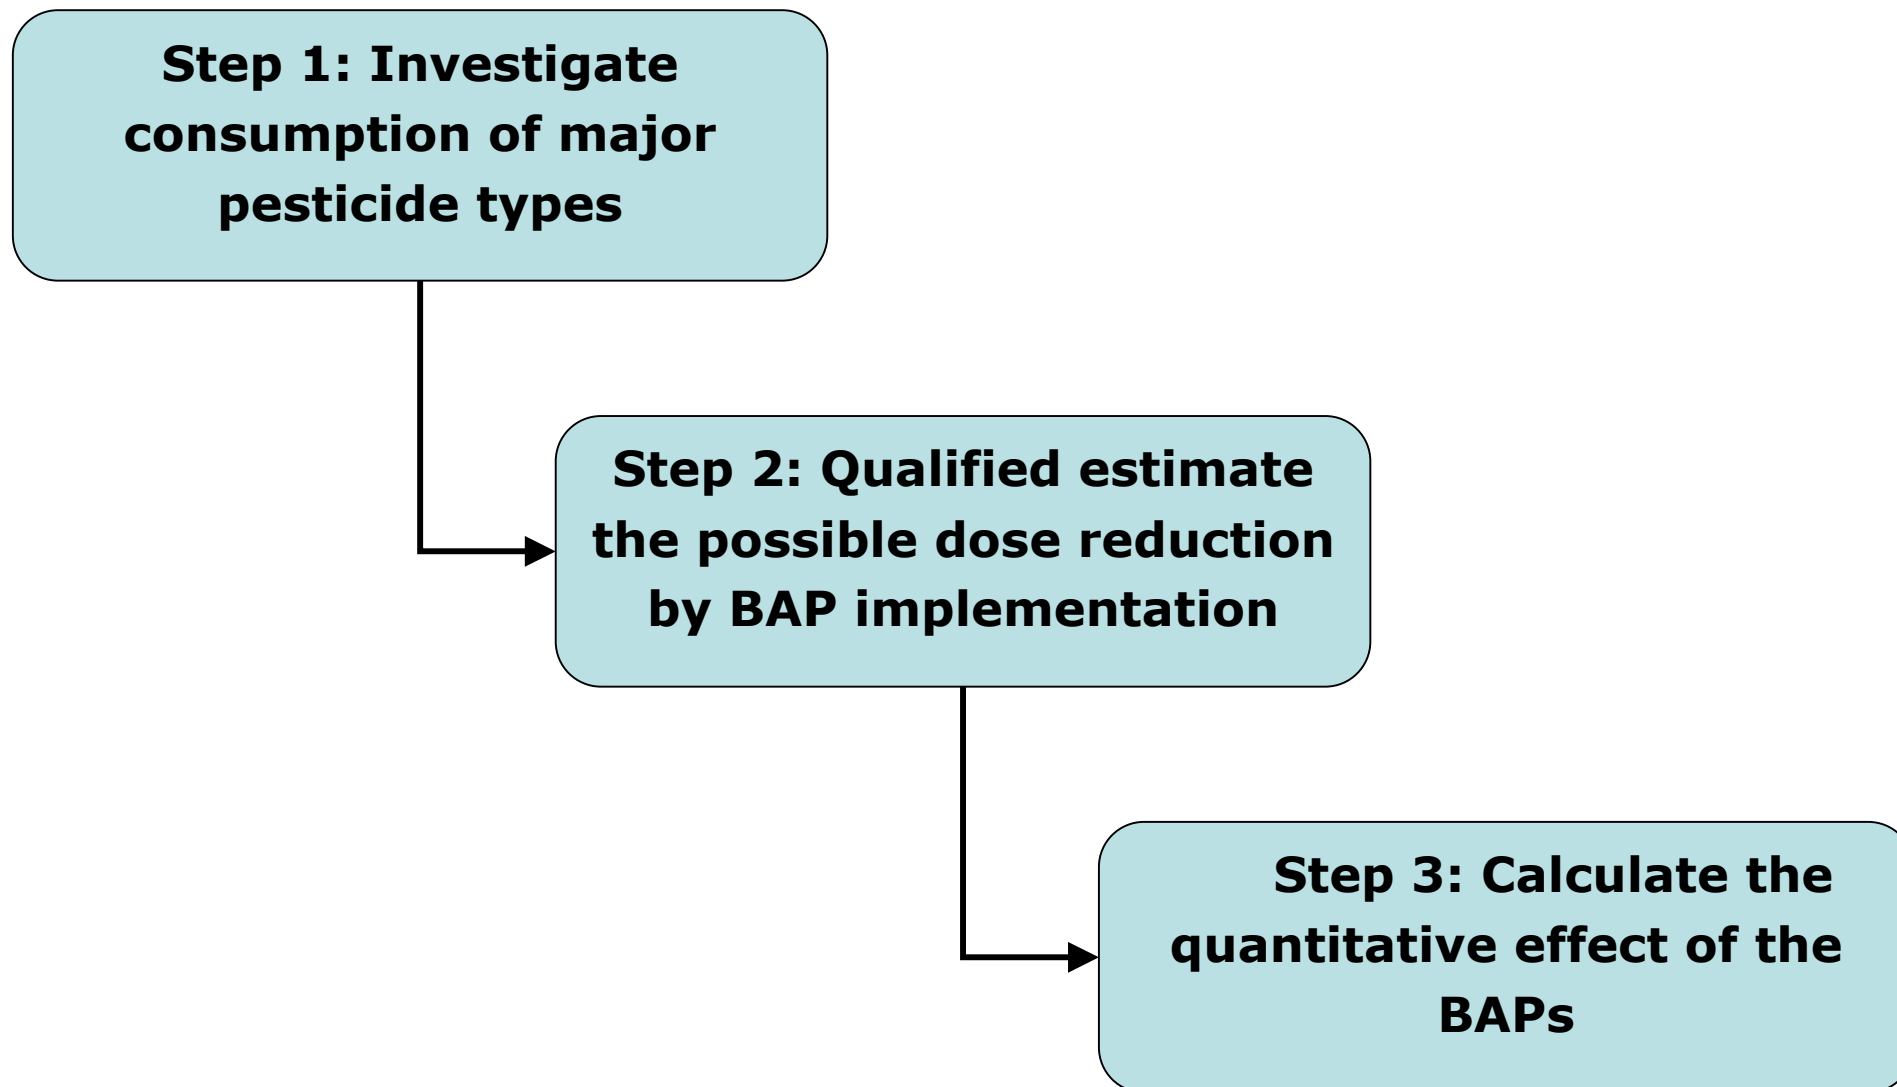 Step 1: Investigate
consumption of major
pesticide types
Step 2: Qualified estimate
the possible dose reduction
by BAP implementation
Step 3: Calculate the
quantitative effect of the
BAPs